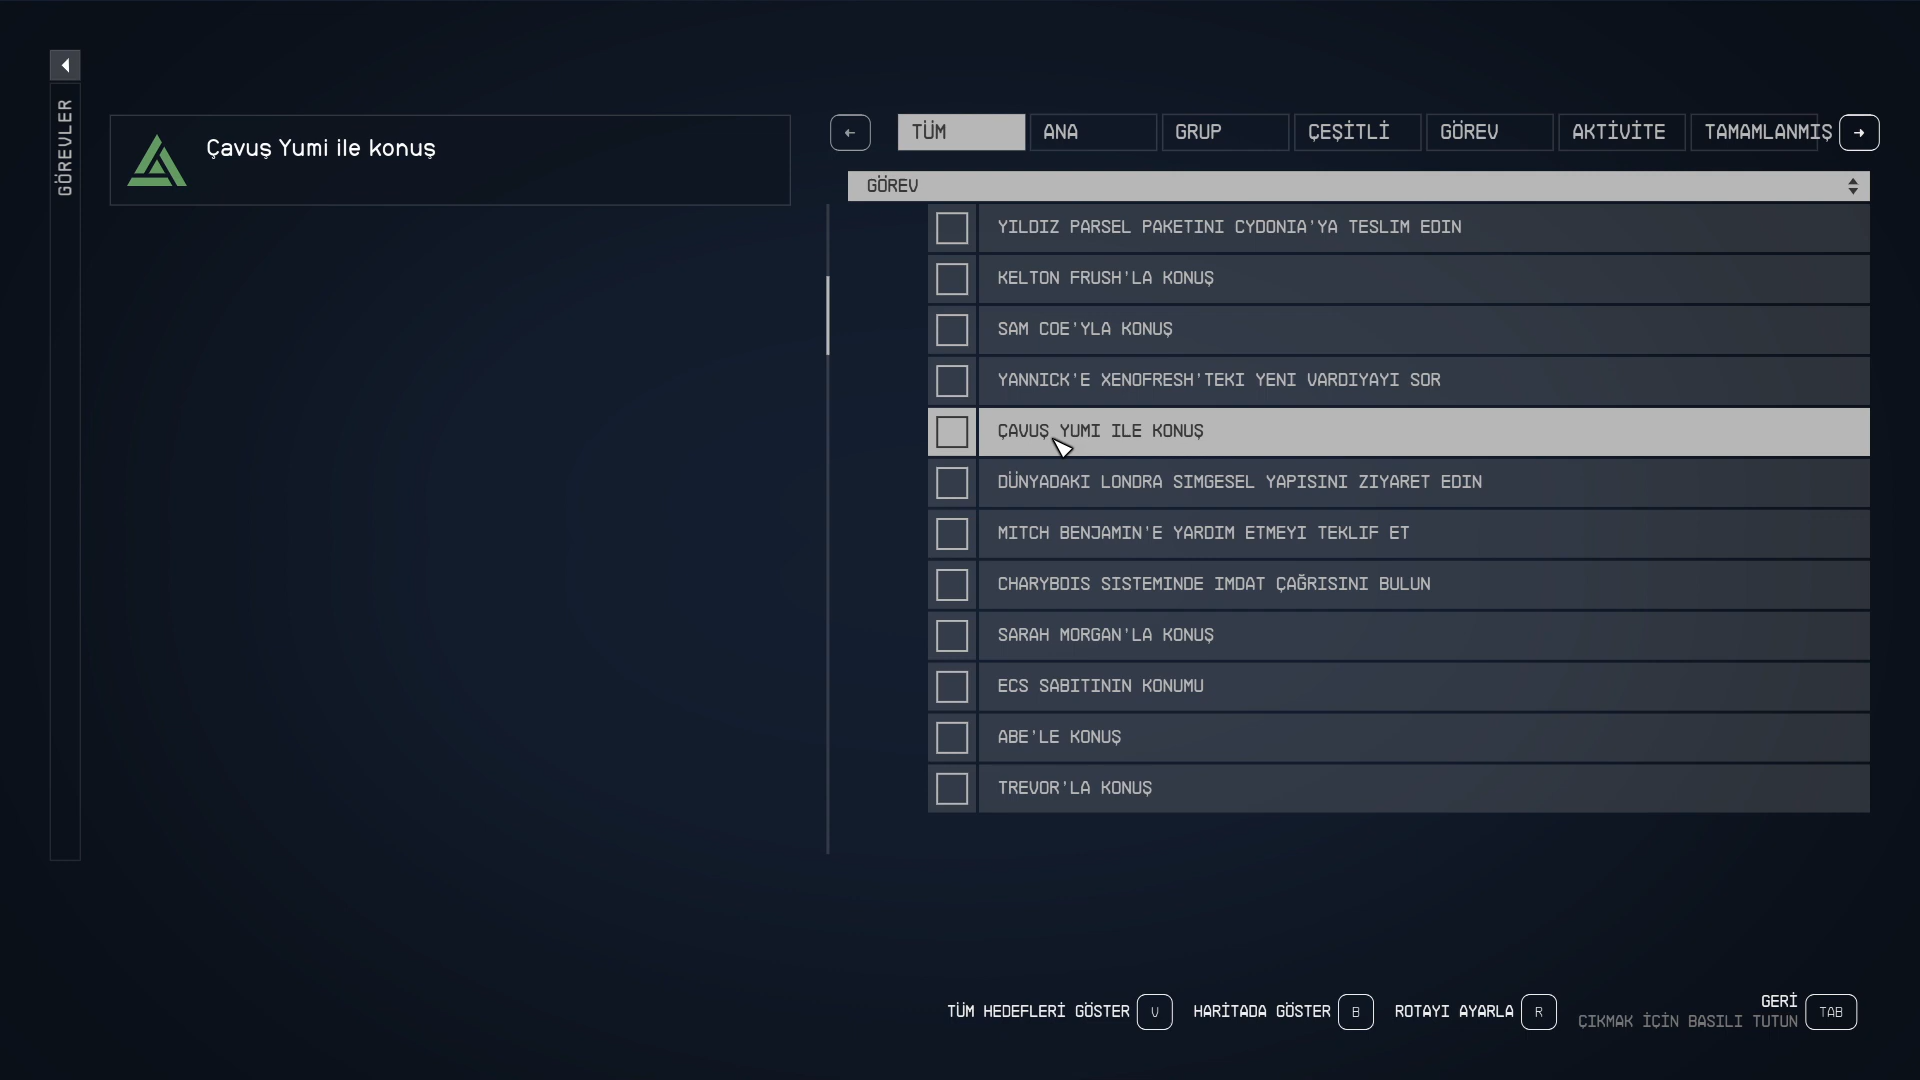 GÖREVLER
Çavuş Yumi ile konuş
TÜM
ANA
GRUP
ÇEŞİTLİ
GÖREV
AKTİVİTE
TAMAMLANMIŞ
GÖREV
YILDIZ PARSEL PAKETINI CYDONIA'YA TESLIM EDIN
KELTON FRUSH'LA KONUŞ
SAM COE'YLA KONUŞ
YANNICK'E XENOFRESH'TEKI YENI VARDIYAYI SOR
ÇAVUŞ YUMI ILE KONUŞ
DÜNYADAKI LONDRA SIMGESEL YAPISINI ZIYARET EDIN
MITCH BENJAMIN'E YARDIM ETMEYI TEKLIF ET
CHARYBDIS SISTEMINDE IMDAT ÇAĞRISINI BULUN
SARAH MORGAN'LA KONUŞ
ECS SABITININ KONUMU
ABE'LE KONUŞ
TREVOR'LA KONUŞ
TÜM HEDEFLERİ GÖSTER V
HARİTADA GÖSTER B
ROTAYI AYARLA R
GERİ
ÇIKMAK İÇİN BASILI TUTUN TAB